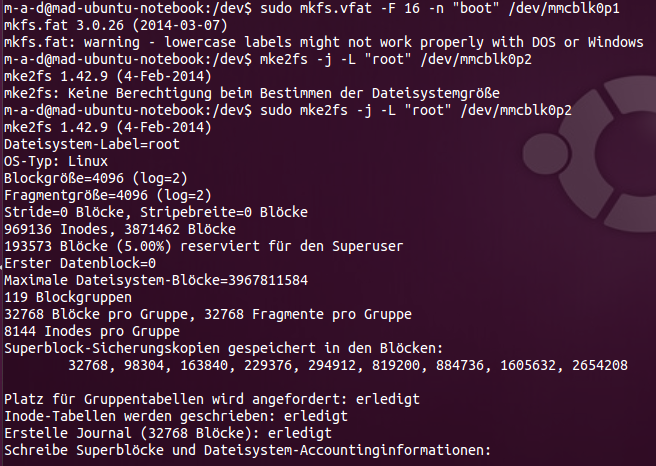 m-a-d@mad-ubuntu-notebook:/dev$ sudo mkfs.vfat -F 16 -n "boot" /dev/mmcblk0p1
mkfs.fat 3.0.26 (2014-03-07)
mkfs.fat: warning - lowercase labels might not work properly with DOS or Windows
m-a-d@mad-ubuntu-notebook:/dev$ mke2fs -j -L "root" /dev/mmcblk0p2
mke2fs 1.42.9 (4-Feb-2014)
mke2fs: Keine Berechtigung beim Bestimmen der Dateisystemgröße
m-a-d@mad-ubuntu-notebook:/dev$ sudo mke2fs -j -L "root" /dev/mmcblk0p2
mke2fs 1.42.9 (4-Feb-2014)
Dateisystem-Label=root
OS-Typ: Linux
Blockgröße=4096 (log=2)
Fragmentgröße=4096 (log=2)
Stride=0 Blöcke, Stripebreite=0 Blöcke
969136 Inodes, 3871462 Blöcke
193573 Blöcke (5.00%) reserviert für den Superuser
Erster Datenblock=0
Maximale Dateisystem-Blöcke=3967811584
119 Blockgruppen
32768 Blöcke pro Gruppe, 32768 Fragmente pro Gruppe
8144 Inodes pro Gruppe
Superblock-Sicherungskopien gespeichert in den Blöcken:
32768, 98304, 163840, 229376, 294912, 819200, 884736, 1605632, 2654208
Platz für Gruppentabellen wird angefordert: erledigt
Inode-Tabellen werden geschrieben: erledigt
Erstelle Journal (32768 Blöcke): erledigt
Schreibe Superblöcke und Dateisystem-Accountinginformationen: